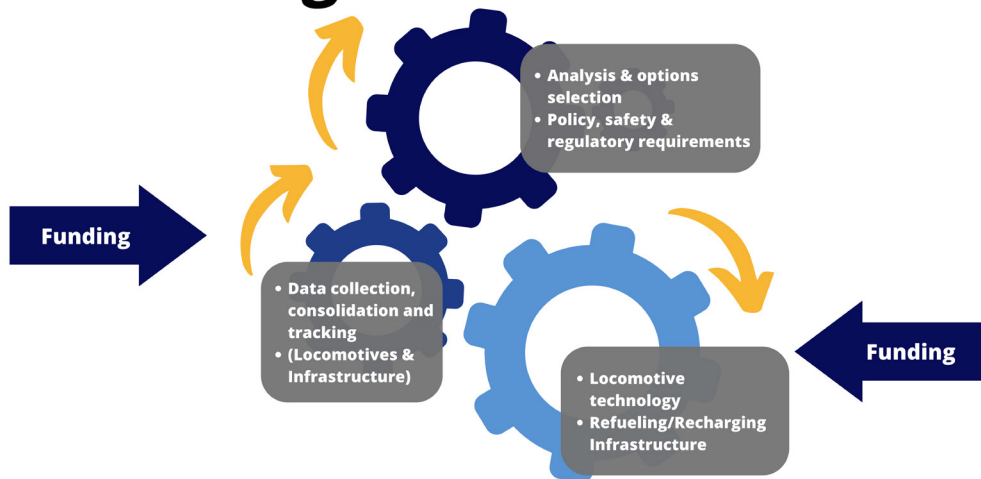 • Analysis & options
selection
• Policy, safety &
regulatory requirements
Funding
• Data collection,
consolidation and
tracking
• (Locomotives &
Infrastructure)
Funding
• Locomotive
technology
• Refueling/Recharging
Infrastructure